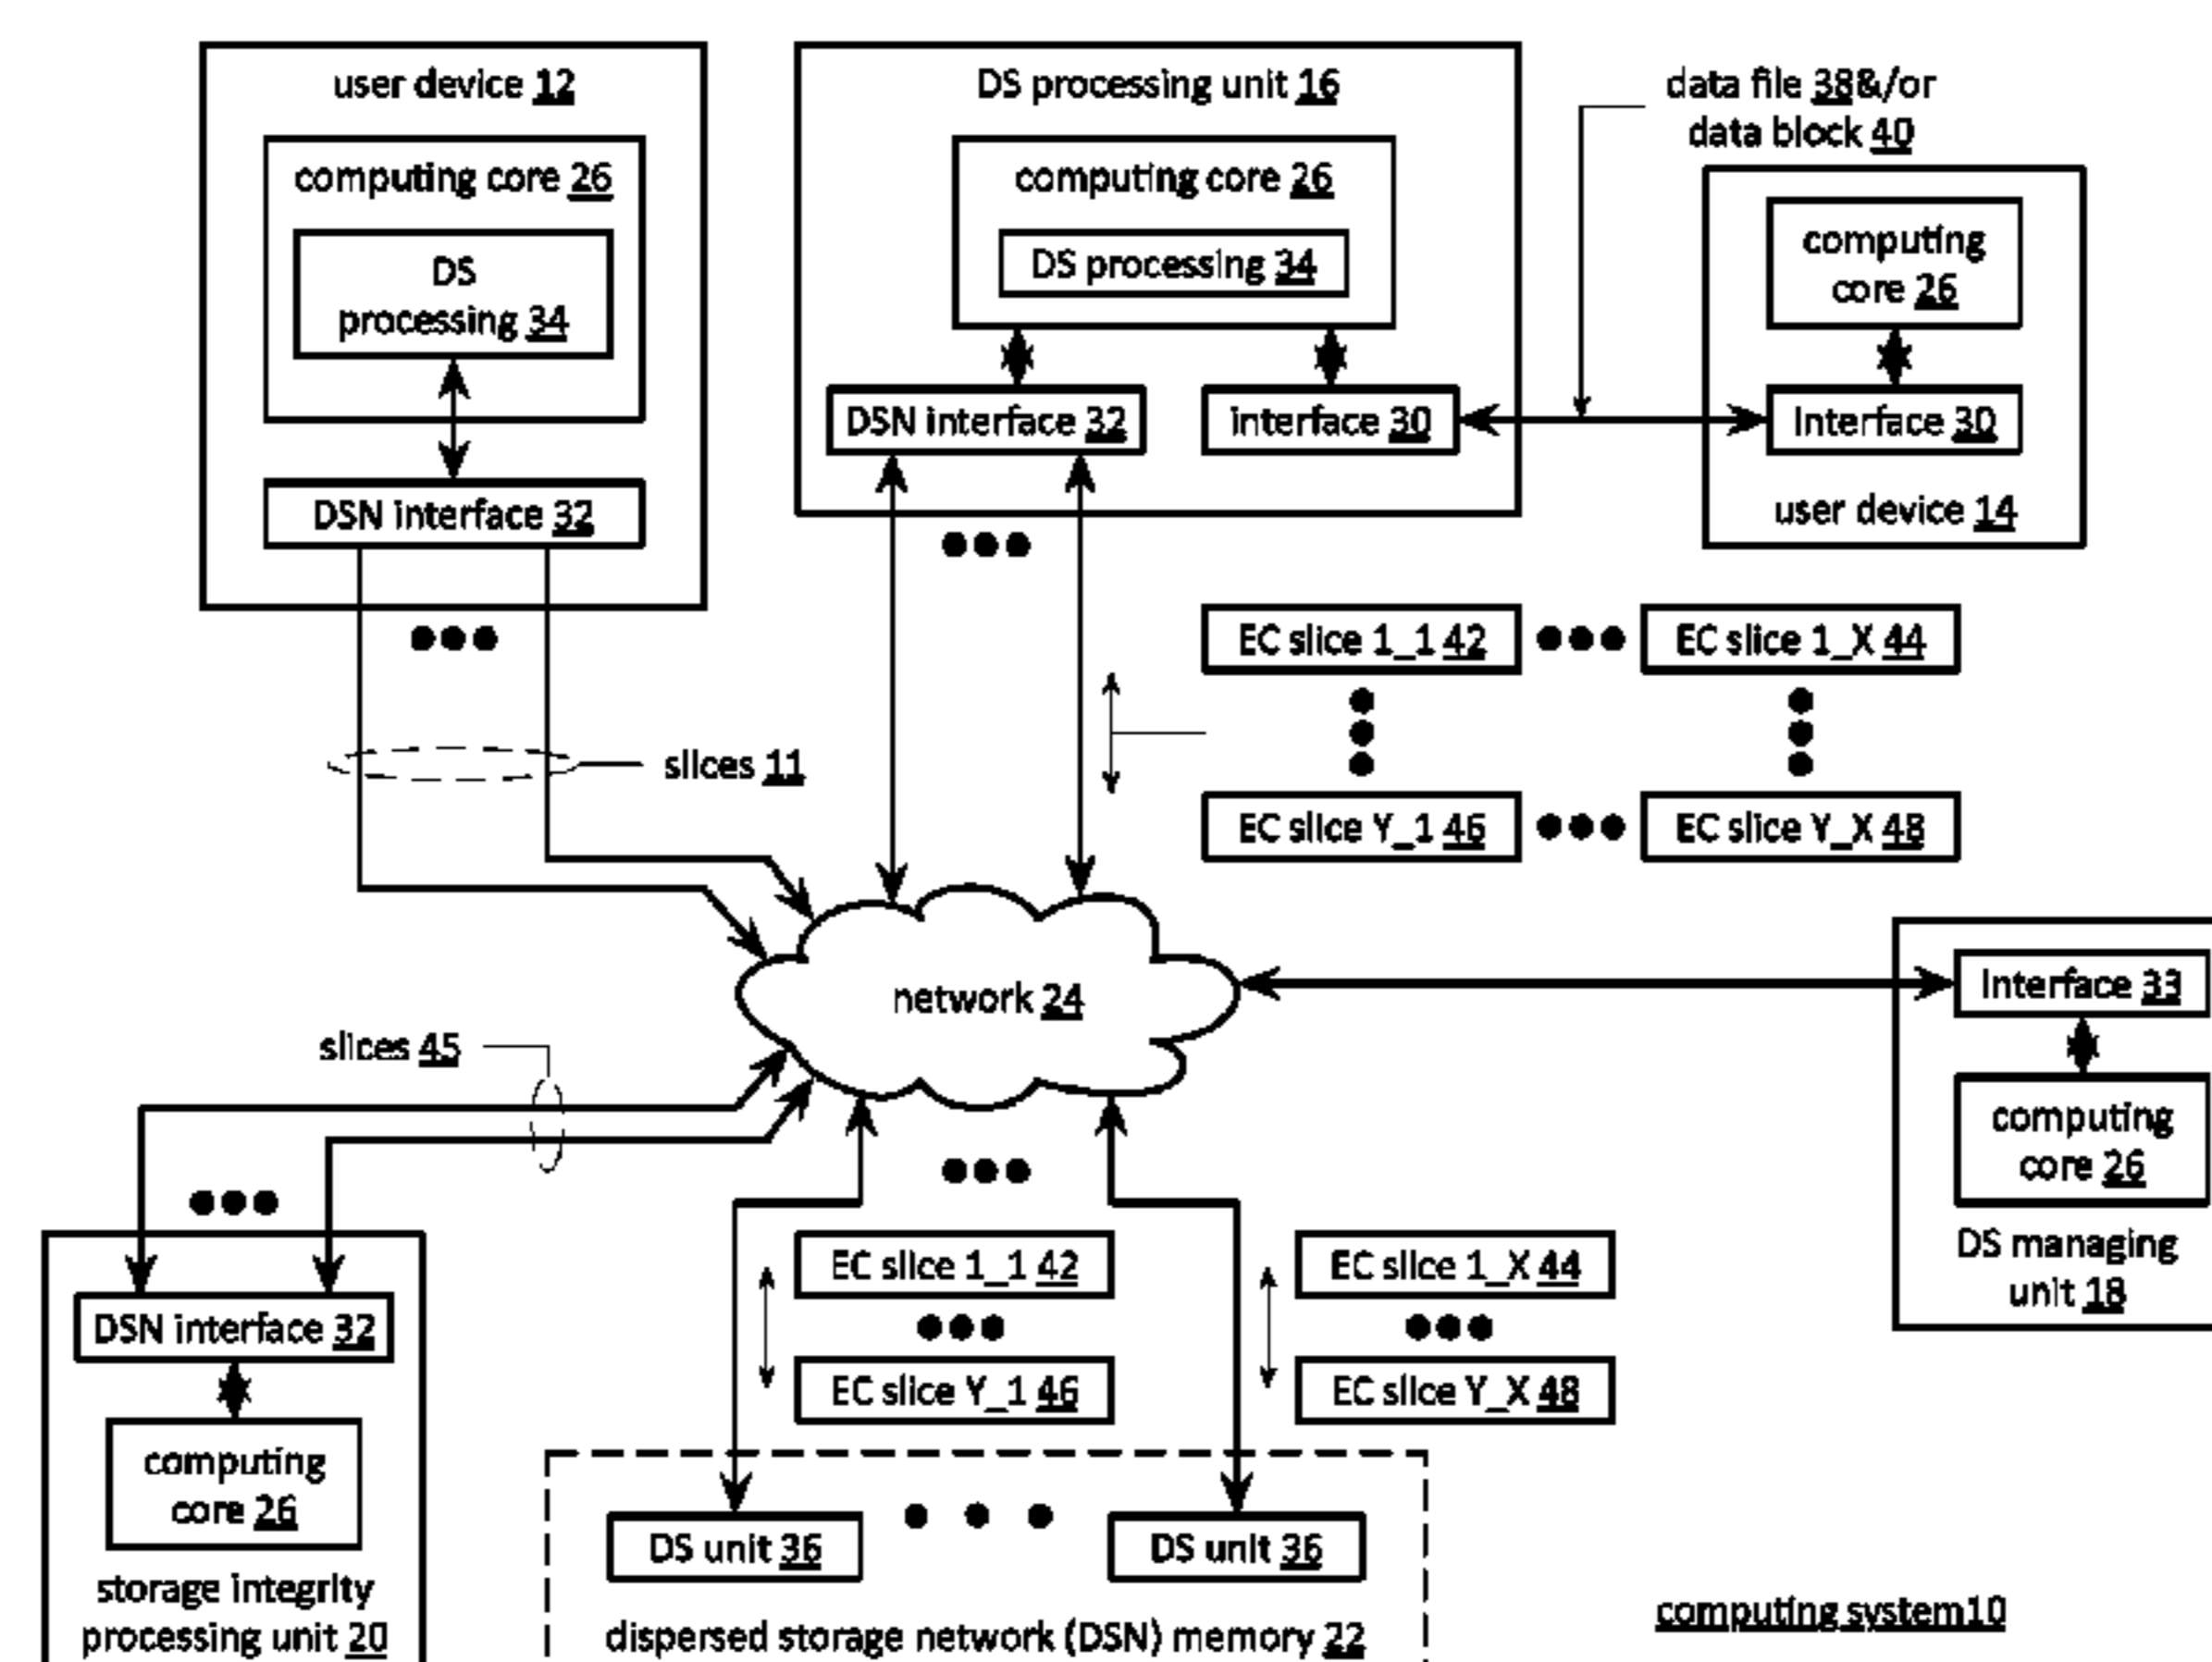 user device 12
computing core 26
DS
processing 34
DSN interface 32
slices 11
DS processing unit 16
computing core 26
DS processing 34
DSN interface 32
interface 30
data file 38&/or
data block 40
computing
core 26
interface 30
user device 14
EC slice 1_1 42
EC slice 1_X 44
EC slice Y_1 46
EC slice Y_X 48
network 24
interface 33
computing
core 26
DS managing
unit 18
slices 45
DSN interface 32
computing
core 26
storage integrity
processing unit 20
EC slice 1_1 42
EC slice 1_X 44
EC slice Y_1 46
EC slice Y_X 48
DS unit 36
DS unit 36
dispersed storage network (DSN) memory 22
computing system10